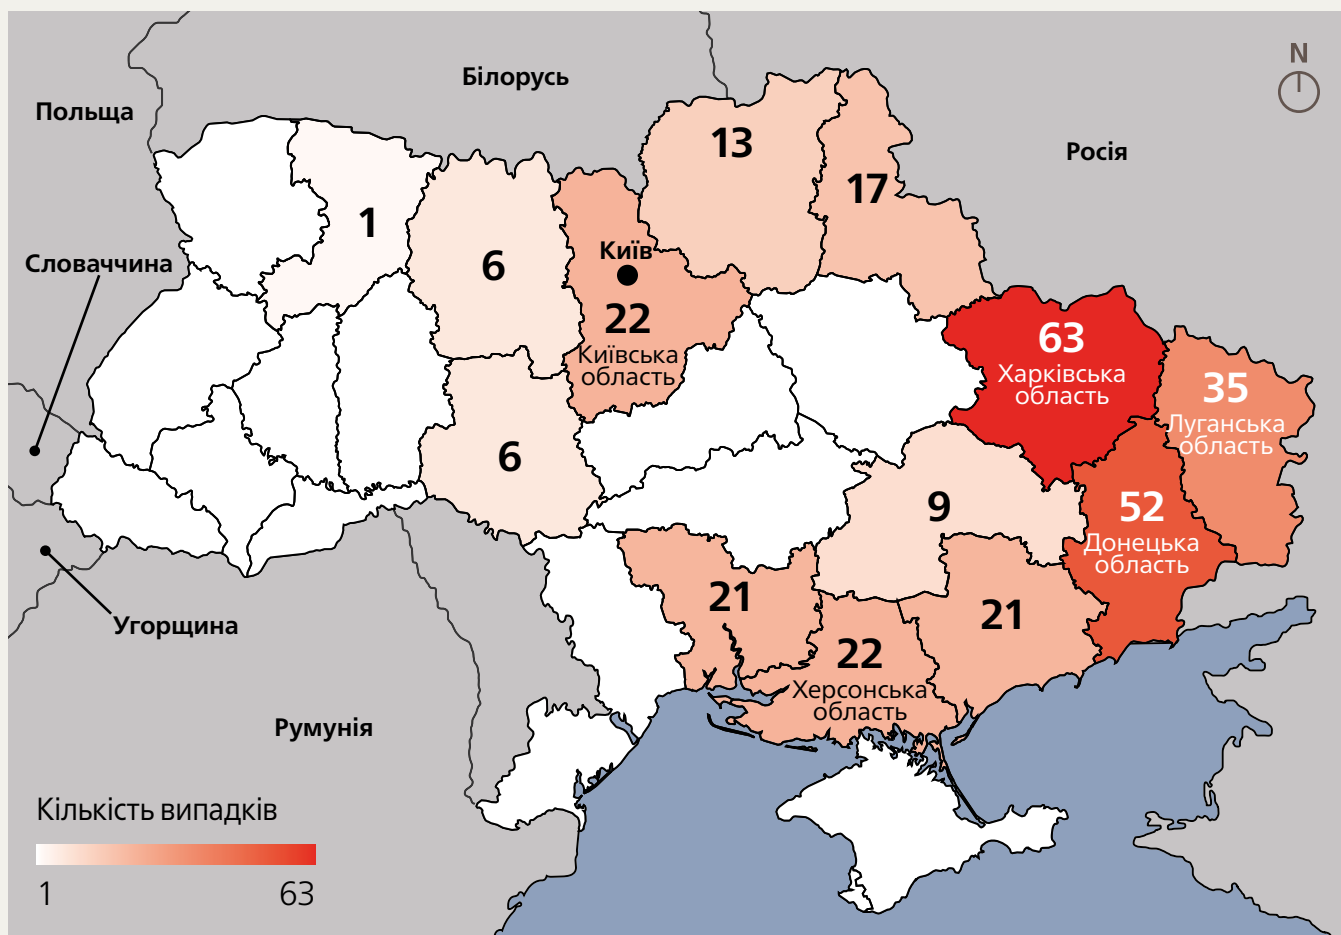 N
Білорусь
Польща
13
Росія
17
1
Київ
Словаччина
6
22
Київська
область
63
Харківська
область
35
Луганська
область
6
9
52
Донецька
область
21
21
Угорщина
22
Херсонська
область
Румунія
Кількість випадків
1
63